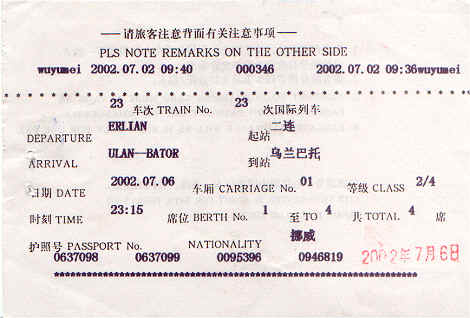 请旅客注意背面有关注意事项
PLS NOTE REMARKS ON THE OTHER SIDE
wuyumei 2002.07.02 09:40 000346 2002.07.02 09:36wuyumei
23 车次 TRAIN No. 23 次国际列车
DEPARTURE ERLIAN 起站 二连
ARRIVAL ULAN--BATOR 到站 乌兰巴托
日期 DATE 2002.07.06 车厢 CARRIAGE No. 01 等级 CLASS 2/4
时刻 TIME 23:15 席位 BERTH No. 1 至 TO 4 共 TOTAL 4 席
护照号 PASSPORT No. NATIONALITY 挪威
0637098 0637099 0095396 0946819 2002年7月6日